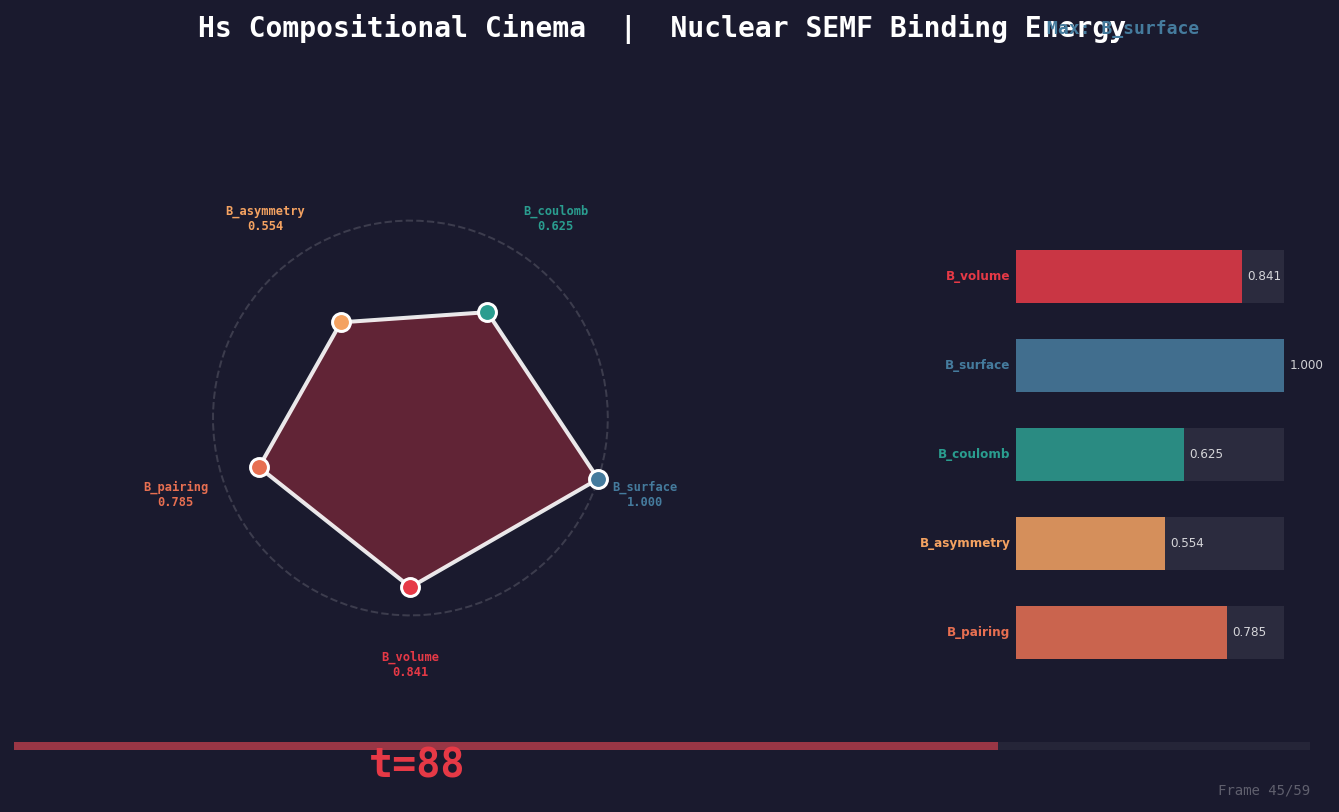 Hs Compositional Cinema | Nuclear SEMF Binding Energy
Max: B_surface
B_asymmetry
0.554
B_coulomb
0.625
B_pairing
0.785
B_surface
1.000
B_volume
0.841
B_volume 0.841
B_surface 1.000
B_coulomb 0.625
B_asymmetry 0.554
B_pairing 0.785
t=88
Frame 45/59